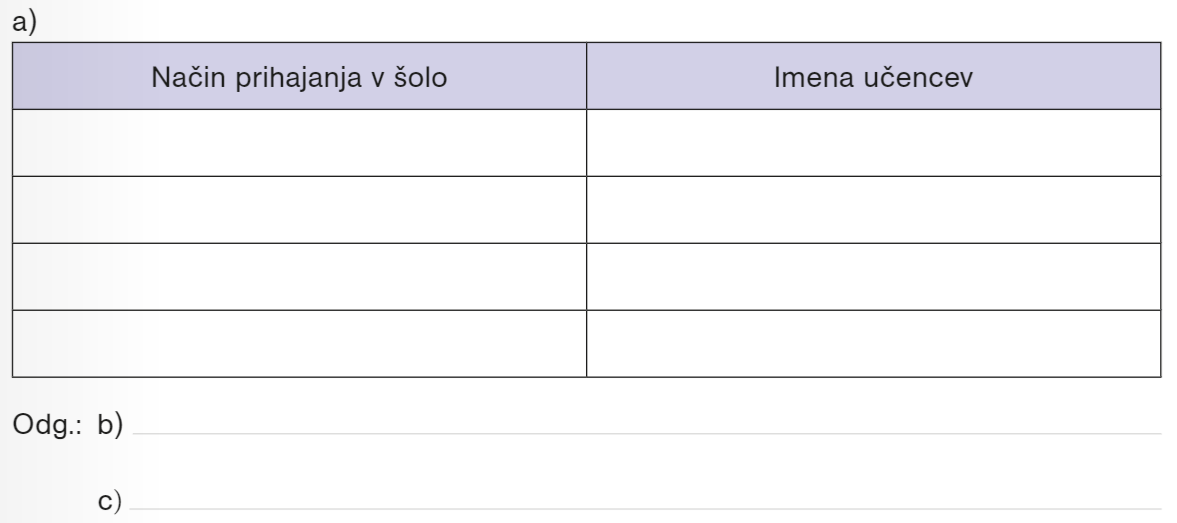 a)
Način prihajanja v šolo Imena učencev
Odg.: b)
c)